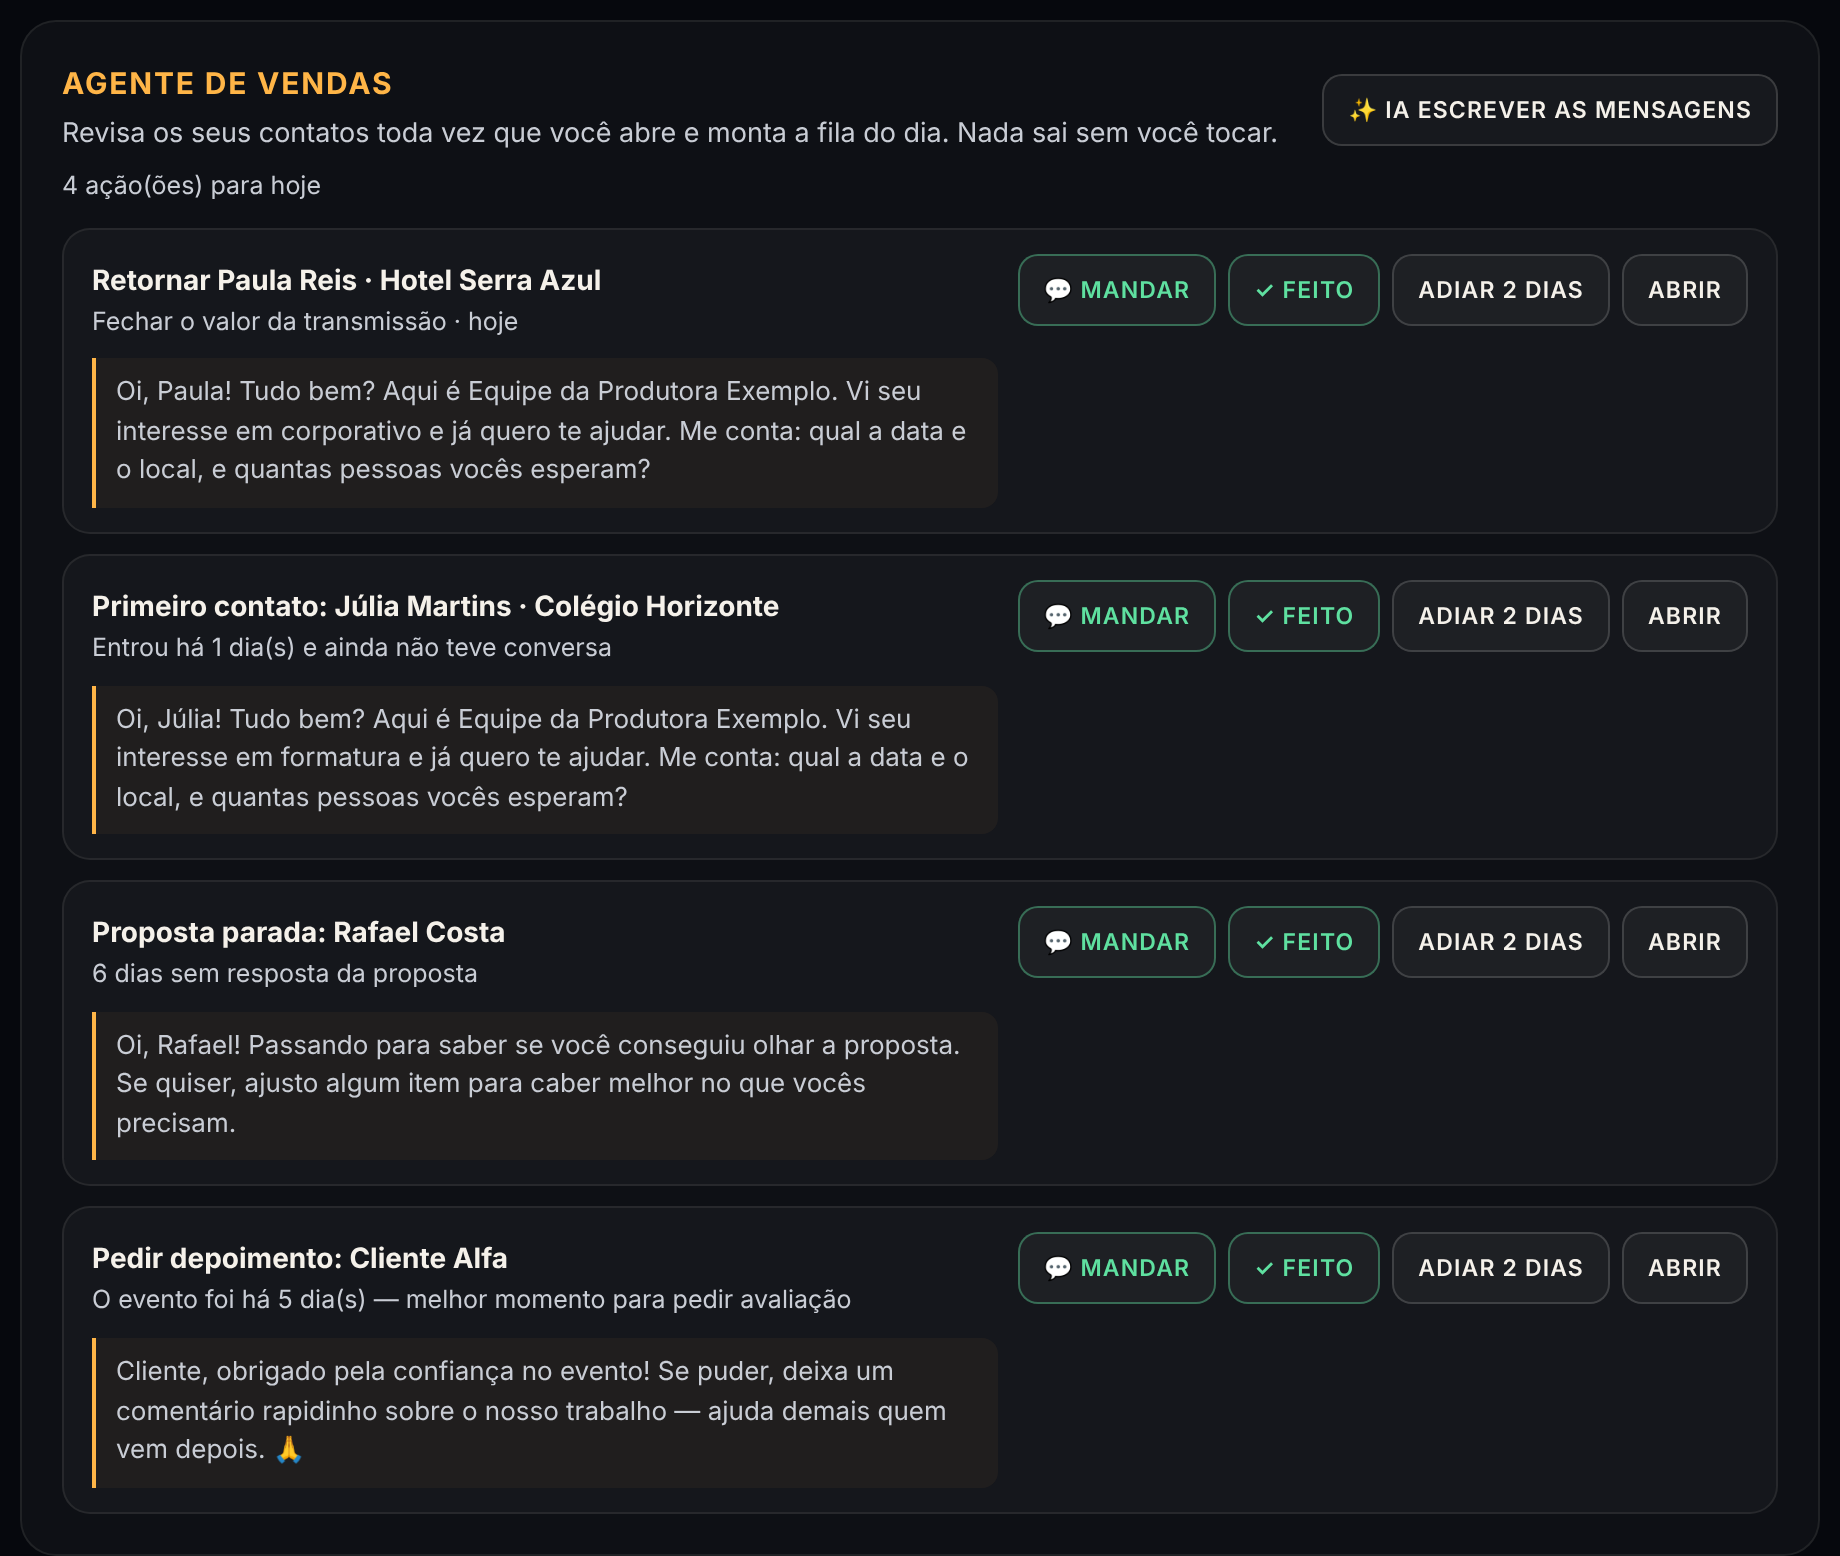 AGENTE DE VENDAS
Revisa os seus contatos toda vez que você abre e monta a fila do dia. Nada sai sem você tocar.
✨ IA ESCREVER AS MENSAGENS
4 ação(ões) para hoje
Retornar Paula Reis · Hotel Serra Azul
Fechar o valor da transmissão · hoje
💬 MANDAR ✓ FEITO ADIAR 2 DIAS ABRIR
Oi, Paula! Tudo bem? Aqui é Equipe da Produtora Exemplo. Vi seu
interesse em corporativo e já quero te ajudar. Me conta: qual a data e
o local, e quantas pessoas vocês esperam?
Primeiro contato: Júlia Martins · Colégio Horizonte
Entrou há 1 dia(s) e ainda não teve conversa
💬 MANDAR ✓ FEITO ADIAR 2 DIAS ABRIR
Oi, Júlia! Tudo bem? Aqui é Equipe da Produtora Exemplo. Vi seu
interesse em formatura e já quero te ajudar. Me conta: qual a data e o
local, e quantas pessoas vocês esperam?
Proposta parada: Rafael Costa
6 dias sem resposta da proposta
💬 MANDAR ✓ FEITO ADIAR 2 DIAS ABRIR
Oi, Rafael! Passando para saber se você conseguiu olhar a proposta.
Se quiser, ajusto algum item para caber melhor no que vocês
precisam.
Pedir depoimento: Cliente Alfa
O evento foi há 5 dia(s) — melhor momento para pedir avaliação
💬 MANDAR ✓ FEITO ADIAR 2 DIAS ABRIR
Cliente, obrigado pela confiança no evento! Se puder, deixa um
comentário rapidinho sobre o nosso trabalho — ajuda demais quem
vem depois. 🙏